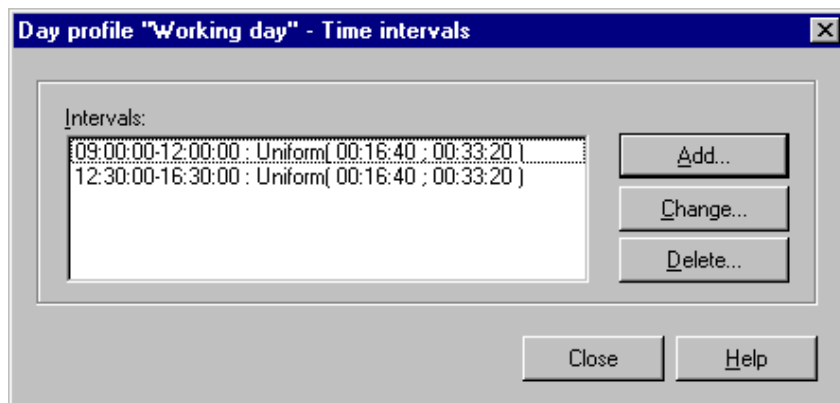 Day profile "Working day" - Time intervals
Intervals:
09:00:00-12:00:00 : Uniform( 00:16:40 ; 00:33:20 )
12:30:00-16:30:00 : Uniform( 00:16:40 ; 00:33:20 )
Add...
Change...
Delete...
Close
Help